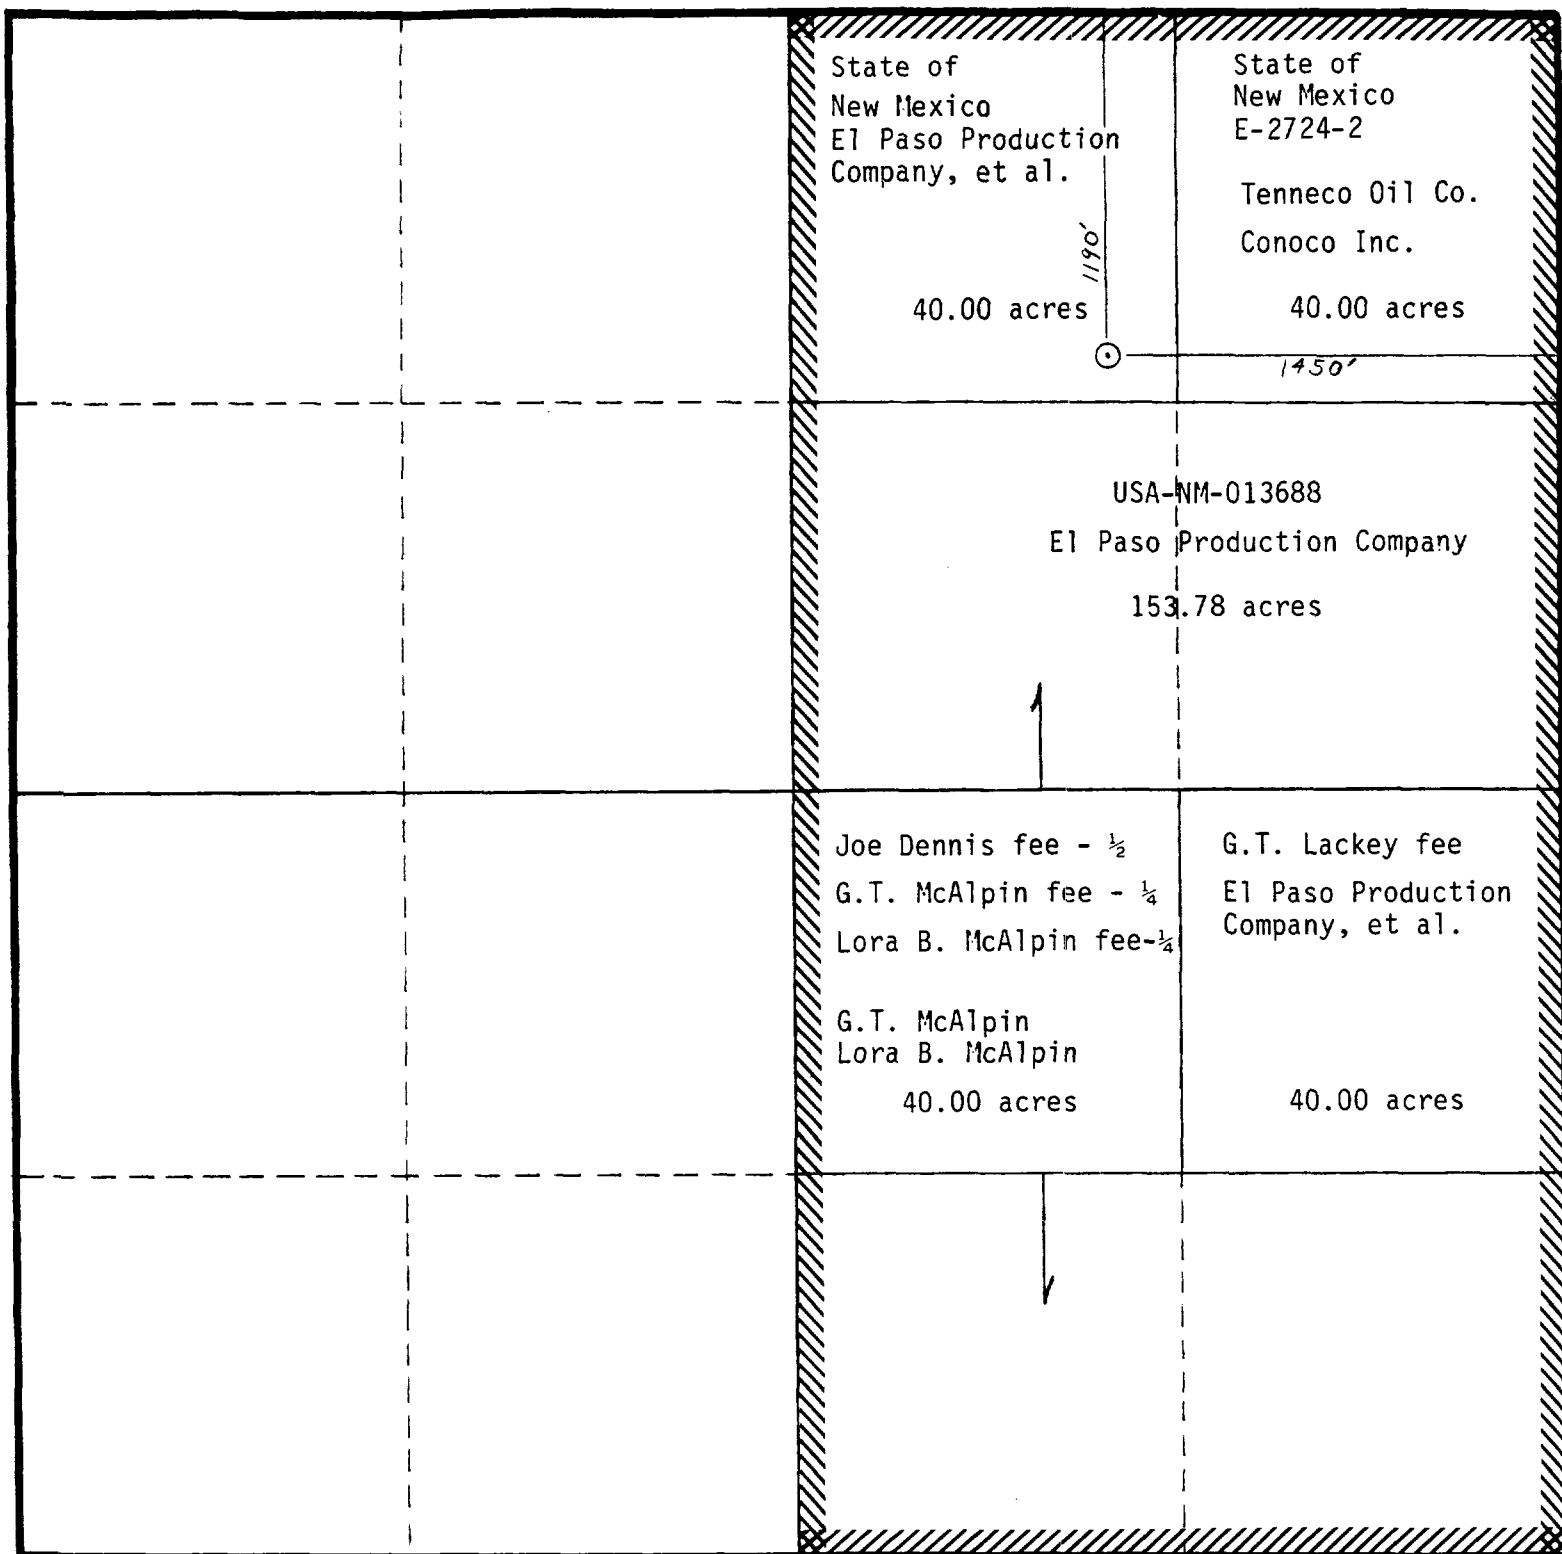 State of
New Mexico
El Paso Production
Company, et al.
40.00 acres
State of
New Mexico
E-2724-2
Tenneco Oil Co.
Conoco Inc.
40.00 acres
1190'
1450'
USA-NM-013688
El Paso Production Company
153.78 acres
Joe Dennis fee - ½
G.T. McAlpin fee - ¼
Lora B. McAlpin fee-¼
G.T. McAlpin
Lora B. McAlpin
40.00 acres
G.T. Lackey fee
El Paso Production
Company, et al.
40.00 acres